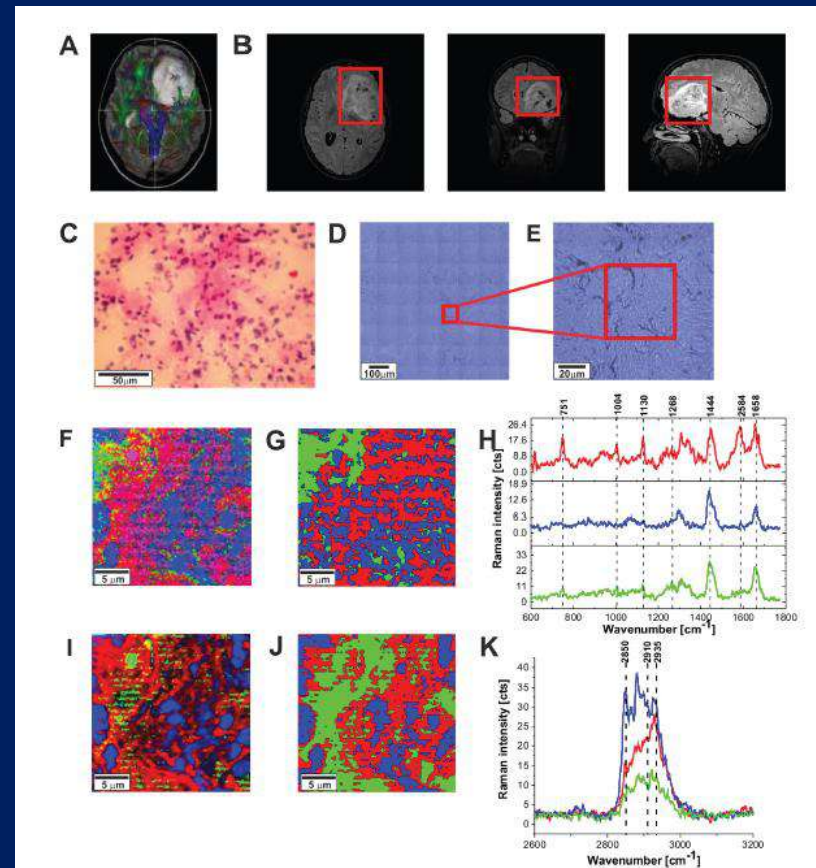 A
B
C
50µm
D
100µm
E
20µm
F
5 µm
G
5 µm
H
751
1004
1130
1268
1444
2584
1658
Raman intensity [cts]
26.4
17.6
8.8
0.0
18.9
12.6
6.3
0.0
33
22
11
0
600 800 1000 1200 1400 1600 1800
Wavenumber [cm-1]
I
5 µm
J
5 µm
K
2850
2910
2935
Raman intensity [cts]
40
35
30
25
20
15
10
5
0
2600 2800 3000 3200
Wavenumber [cm-1]